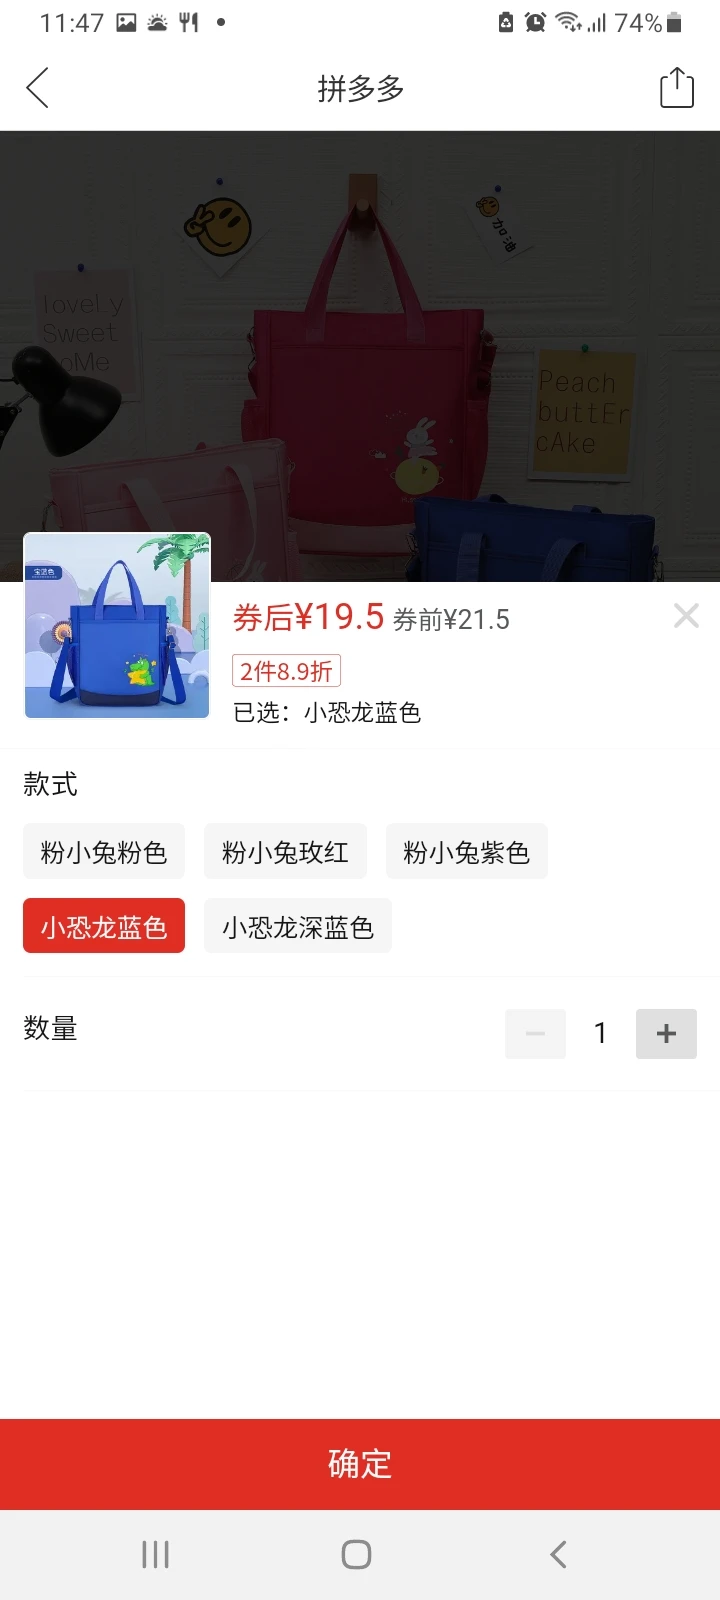 11:47 74%
拼多多
加油
loveLy
Sweet
oMe
Peach
buttEr
cAke
宝蓝色
券后¥19.5 券前¥21.5
2件8.9折
已选：小恐龙蓝色
款式
粉小兔粉色 粉小兔玫红 粉小兔紫色
小恐龙蓝色 小恐龙深蓝色
数量 1
确定